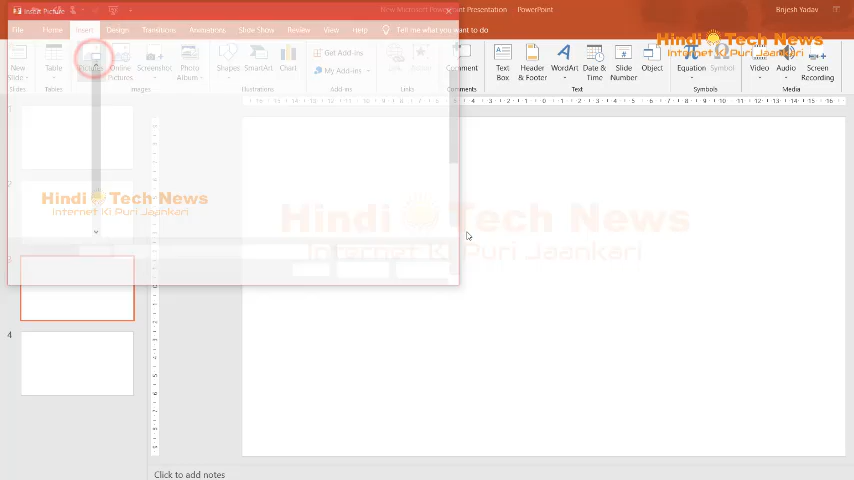 Insert Picture
New Microsoft PowerPoint Presentation - PowerPoint
Brijesh Yadav
File Home Insert Design Transitions Animations Slide Show Review View Help Tell me what you want to do
Hindi Tech News
Internet Ki Puri Jaankari
New Slide
Table
Pictures
Online Pictures
Screenshot
Photo Album
Shapes
SmartArt
Chart
Get Add-ins
My Add-ins
Link
Action
Comment
Text Box
Header & Footer
WordArt
Date & Time
Slide Number
Object
Equation
Symbol
Video
Audio
Screen Recording
Slides Tables Images Illustrations Add-ins Links Comments Text Symbols Media
1
2
Hindi Tech News
Internet Ki Puri Jaankari
3
4
Hindi Tech News
Internet Ki Puri Jaankari
Click to add notes